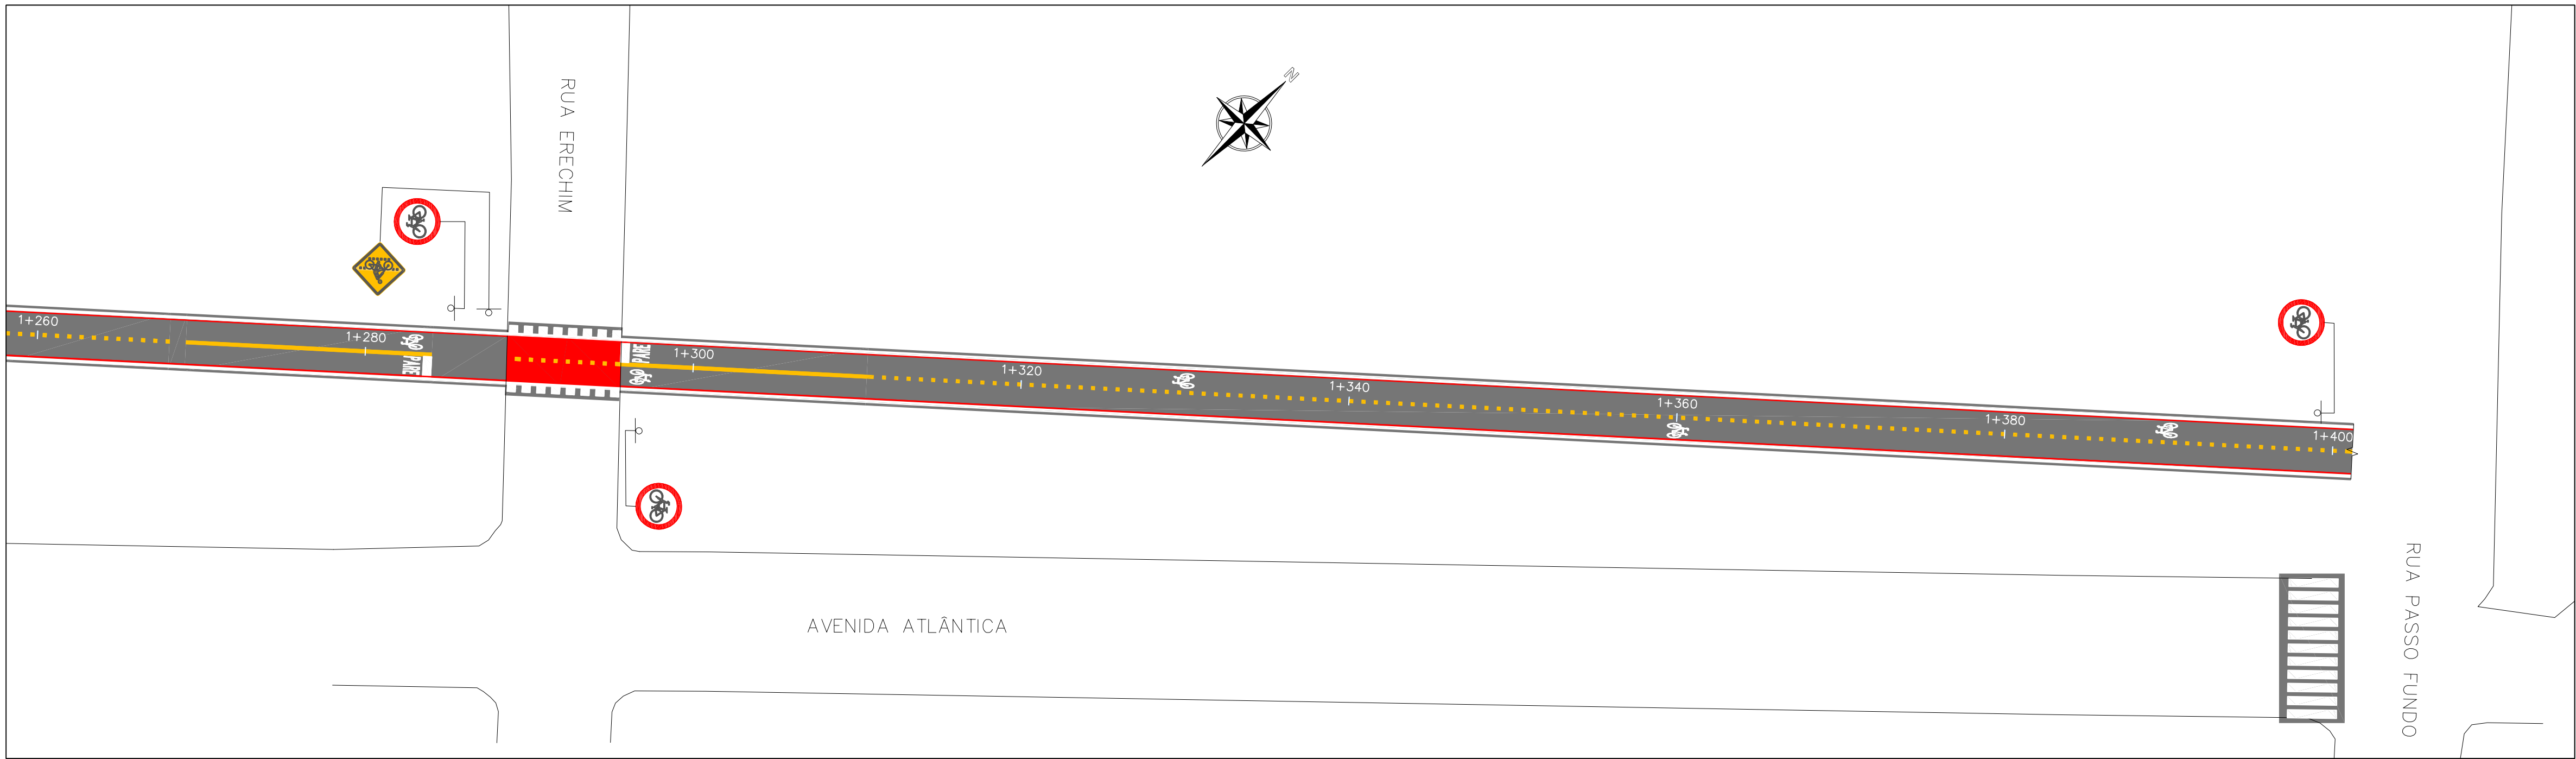 N
RUA ERECHIM
1+260
1+280
PARE
PARE
1+300
1+320
1+340
1+360
1+380
1+400
AVENIDA ATLÂNTICA
RUA PASSO FUNDO